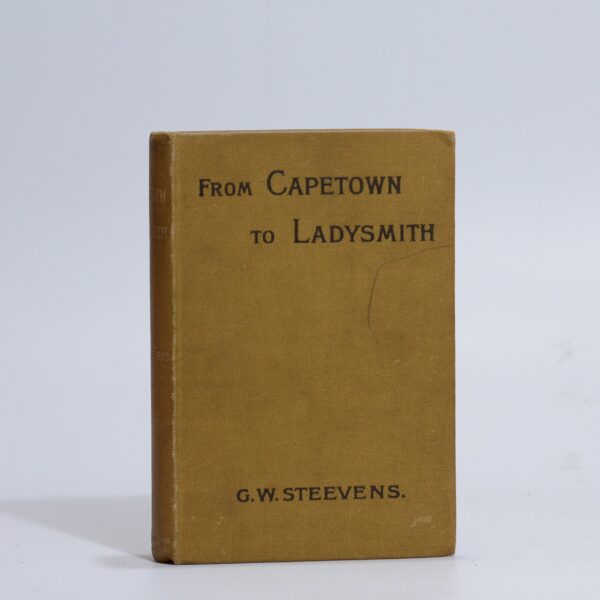 FROM CAPETOWN
TO LADYSMITH
G.W. STEEVENS.